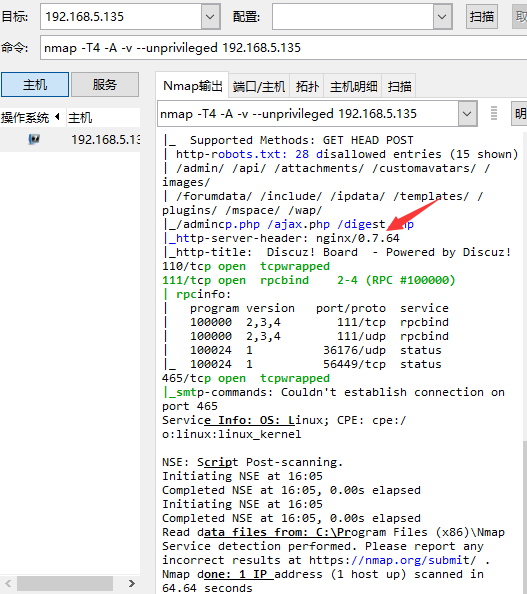 目标: 192.168.5.135 配置: 扫描
命令: nmap -T4 -A -v --unprivileged 192.168.5.135
主机 服务
操作系统 主机
192.168.5.13
Nmap输出 端口/主机 拓扑 主机明细 扫描
nmap -T4 -A -v --unprivileged 192.168.5.135 明
|_  Supported Methods: GET HEAD POST
| http-robots.txt: 28 disallowed entries (15 shown)
| /admin/ /api/ /attachments/ /customavatars/ /
images/
| /forumdata/ /include/ /ipdata/ /templates/ /
plugins/ /mspace/ /wap/
|_/admincp.php /ajax.php /digest
|_http-server-header: nginx/0.7.64
|_http-title:  Discuz! Board  - Powered by Discuz!
110/tcp open  tcpwrapped
111/tcp open  rpcbind    2-4 (RPC #100000)
| rpcinfo:
|   program version   port/proto  service
|   100000  2,3,4        111/tcp  rpcbind
|   100000  2,3,4        111/udp  rpcbind
|   100024  1          36176/udp  status
|_  100024  1          56449/tcp  status
465/tcp open  tcpwrapped
|_smtp-commands: Couldn't establish connection on
port 465
Service Info: OS: Linux; CPE: cpe:/
o:linux:linux_kernel
NSE: Script Post-scanning.
Initiating NSE at 16:05
Completed NSE at 16:05, 0.00s elapsed
Initiating NSE at 16:05
Completed NSE at 16:05, 0.00s elapsed
Read data files from: C:\Program Files (x86)\Nmap
Service detection performed. Please report any
incorrect results at https://nmap.org/submit/ .
Nmap done: 1 IP address (1 host up) scanned in
64.64 seconds